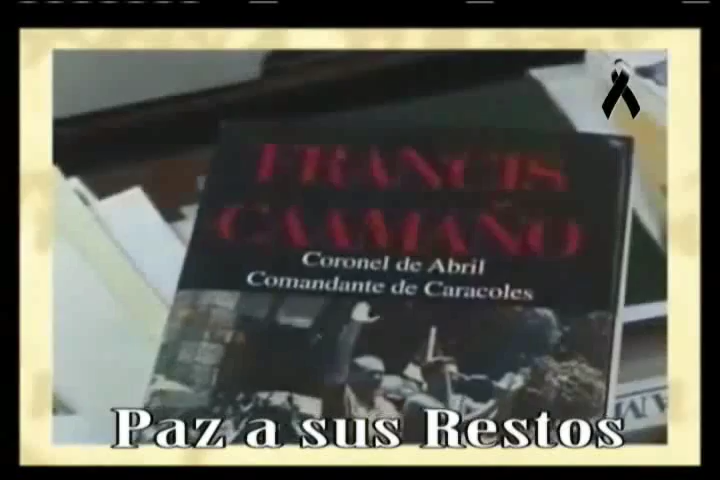 FRANCIS
CAAMAÑO
Coronel de Abril
Comandante de Caracoles
Paz a sus Restos